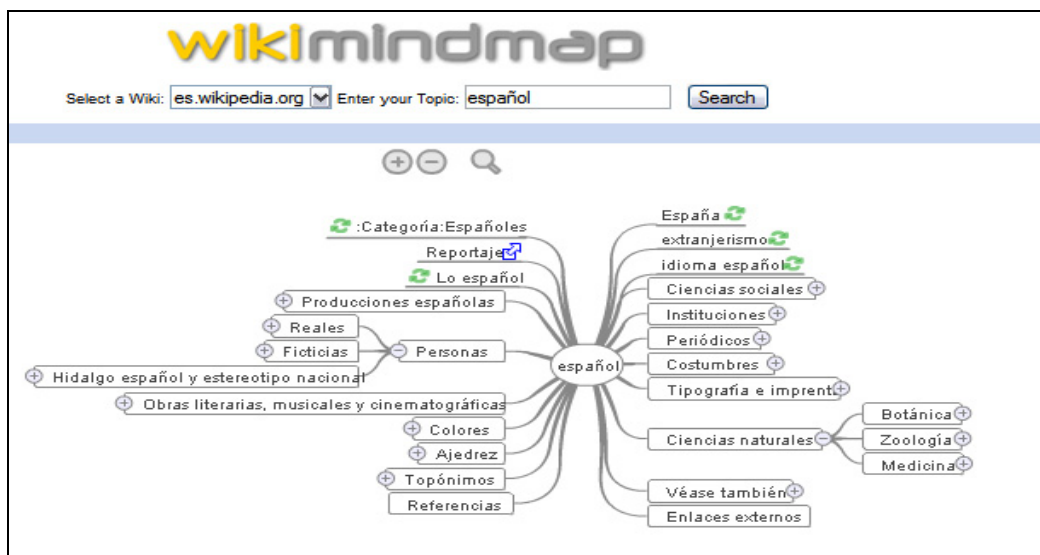 wikimindmap
Select a Wiki: es.wikipedia.org Enter your Topic: español Search
:Categoría:Españoles
Reportaje
Lo español
Producciones españolas
Reales
Ficticias
Personas
Hidalgo español y estereotipo nacional
Obras literarias, musicales y cinematográficas
Colores
Ajedrez
Topónimos
Referencias
español
España
extranjerismo
idioma español
Ciencias sociales
Instituciones
Periódicos
Costumbres
Tipografía e imprent
Ciencias naturales
Botánica
Zoología
Medicina
Véase también
Enlaces externos